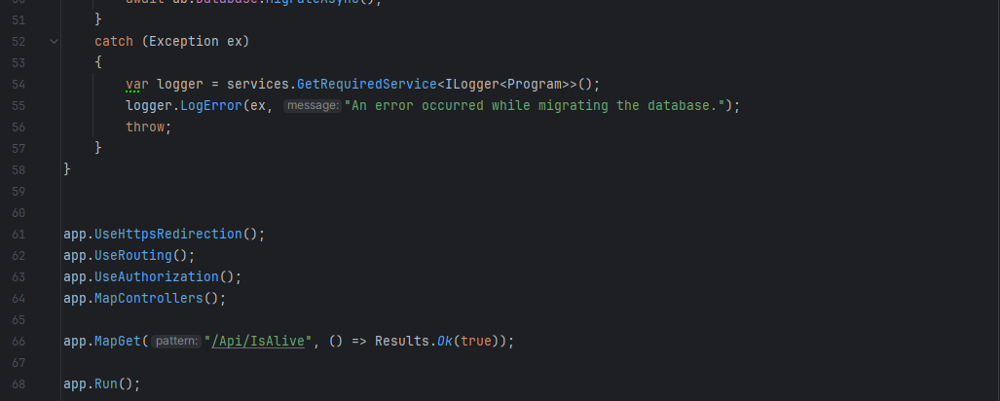 await db.Database.MigrateAsync();
51 }
52 catch (Exception ex)
53 {
54 var logger = services.GetRequiredService<ILogger<Program>>();
55 logger.LogError(ex, message: "An error occurred while migrating the database.");
56 throw;
57 }
58 }
59
60
61 app.UseHttpsRedirection();
62 app.UseRouting();
63 app.UseAuthorization();
64 app.MapControllers();
65
66 app.MapGet( pattern: "/Api/IsAlive", () => Results.Ok(true));
67
68 app.Run();